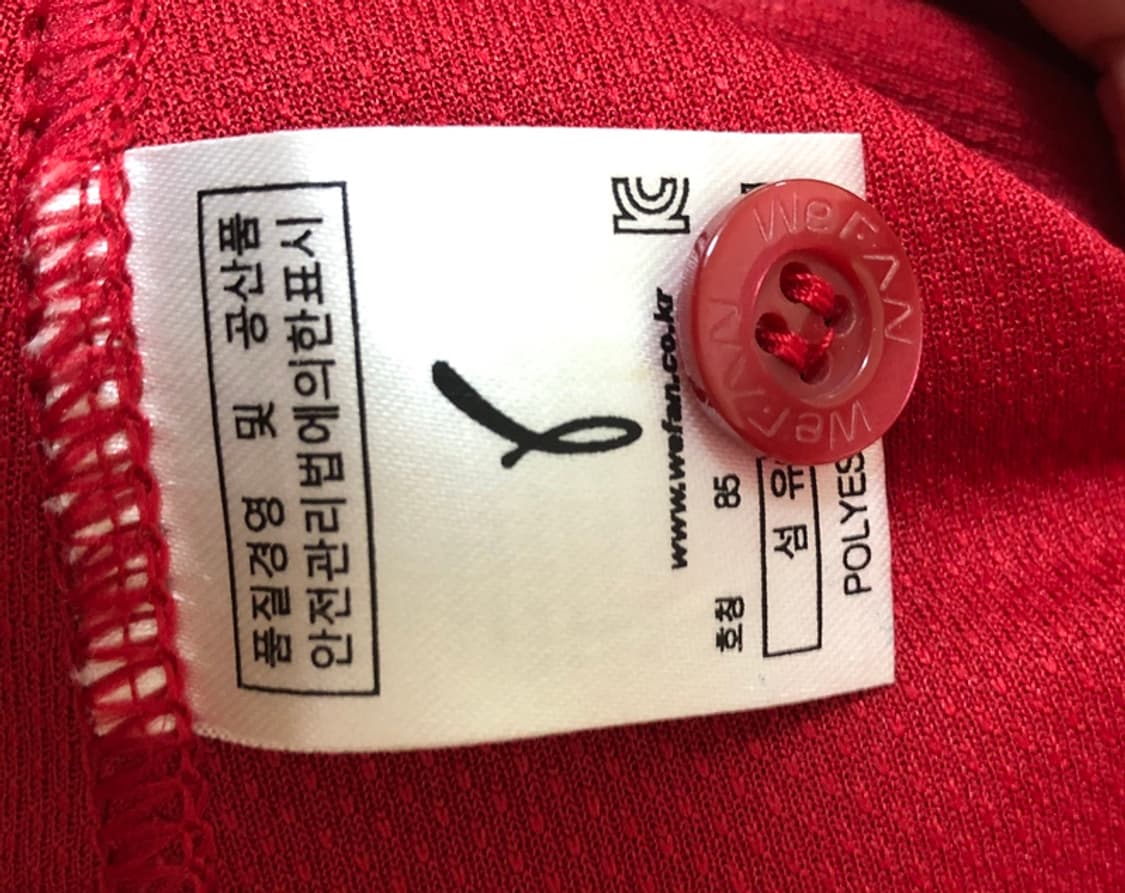 품질경영 및 공산품
안전관리법에의한표시
KC
www.wefan.co.kr
호칭 85
섬 유
POLYES
WeFAN
WeFAN